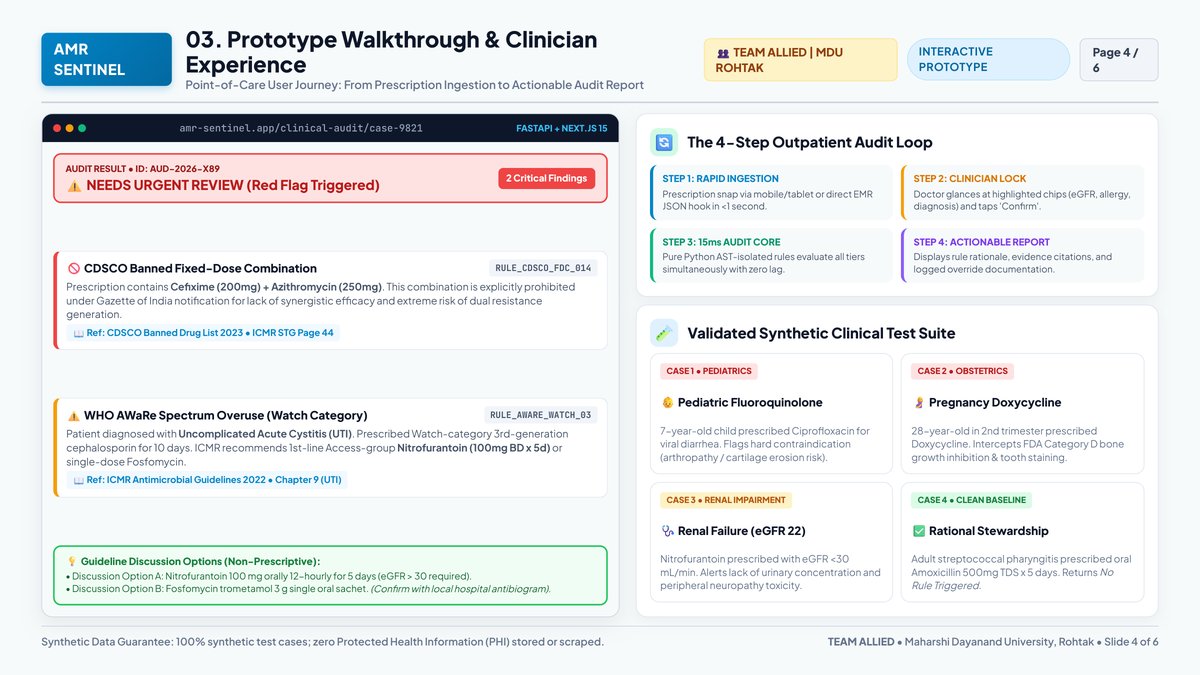 AMR
SENTINEL
03. Prototype Walkthrough & Clinician
Experience
Point-of-Care User Journey: From Prescription Ingestion to Actionable Audit Report
👥 TEAM ALLIED | MDU
ROHTAK
INTERACTIVE
PROTOTYPE
Page 4 /
6
amr-sentinel.app/clinical-audit/case-9821
FASTAPI + NEXT.JS 15
AUDIT RESULT • ID: AUD-2026-X89
⚠️ NEEDS URGENT REVIEW (Red Flag Triggered)
2 Critical Findings
🚫 CDSCO Banned Fixed-Dose Combination
RULE_CDSCO_FDC_014
Prescription contains Cefixime (200mg) + Azithromycin (250mg). This combination is explicitly prohibited
under Gazette of India notification for lack of synergistic efficacy and extreme risk of dual resistance
generation.
📖 Ref: CDSCO Banned Drug List 2023 • ICMR STG Page 44
⚠️ WHO AWaRe Spectrum Overuse (Watch Category)
RULE_AWARE_WATCH_03
Patient diagnosed with Uncomplicated Acute Cystitis (UTI). Prescribed Watch-category 3rd-generation
cephalosporin for 10 days. ICMR recommends 1st-line Access-group Nitrofurantoin (100mg BD x 5d) or
single-dose Fosfomycin.
📖 Ref: ICMR Antimicrobial Guidelines 2022 • Chapter 9 (UTI)
💡 Guideline Discussion Options (Non-Prescriptive):
• Discussion Option A: Nitrofurantoin 100 mg orally 12-hourly for 5 days (eGFR > 30 required).
• Discussion Option B: Fosfomycin trometamol 3 g single oral sachet. (Confirm with local hospital antibiogram).
🔄 The 4-Step Outpatient Audit Loop
STEP 1: RAPID INGESTION
Prescription snap via mobile/tablet or direct EMR
JSON hook in <1 second.
STEP 2: CLINICIAN LOCK
Doctor glances at highlighted chips (eGFR, allergy,
diagnosis) and taps 'Confirm'.
STEP 3: 15ms AUDIT CORE
Pure Python AST-isolated rules evaluate all tiers
simultaneously with zero lag.
STEP 4: ACTIONABLE REPORT
Displays rule rationale, evidence citations, and
logged override documentation.
🧪 Validated Synthetic Clinical Test Suite
CASE 1 • PEDIATRICS
👶 Pediatric Fluoroquinolone
7-year-old child prescribed Ciprofloxacin for
viral diarrhea. Flags hard contraindication
(arthropathy / cartilage erosion risk).
CASE 2 • OBSTETRICS
🤰 Pregnancy Doxycycline
28-year-old in 2nd trimester prescribed
Doxycycline. Intercepts FDA Category D bone
growth inhibition & tooth staining.
CASE 3 • RENAL IMPAIRMENT
🩺 Renal Failure (eGFR 22)
Nitrofurantoin prescribed with eGFR <30
mL/min. Alerts lack of urinary concentration and
peripheral neuropathy toxicity.
CASE 4 • CLEAN BASELINE
✅ Rational Stewardship
Adult streptococcal pharyngitis prescribed oral
Amoxicillin 500mg TDS x 5 days. Returns No
Rule Triggered.
Synthetic Data Guarantee: 100% synthetic test cases; zero Protected Health Information (PHI) stored or scraped.
TEAM ALLIED • Maharshi Dayanand University, Rohtak • Slide 4 of 6